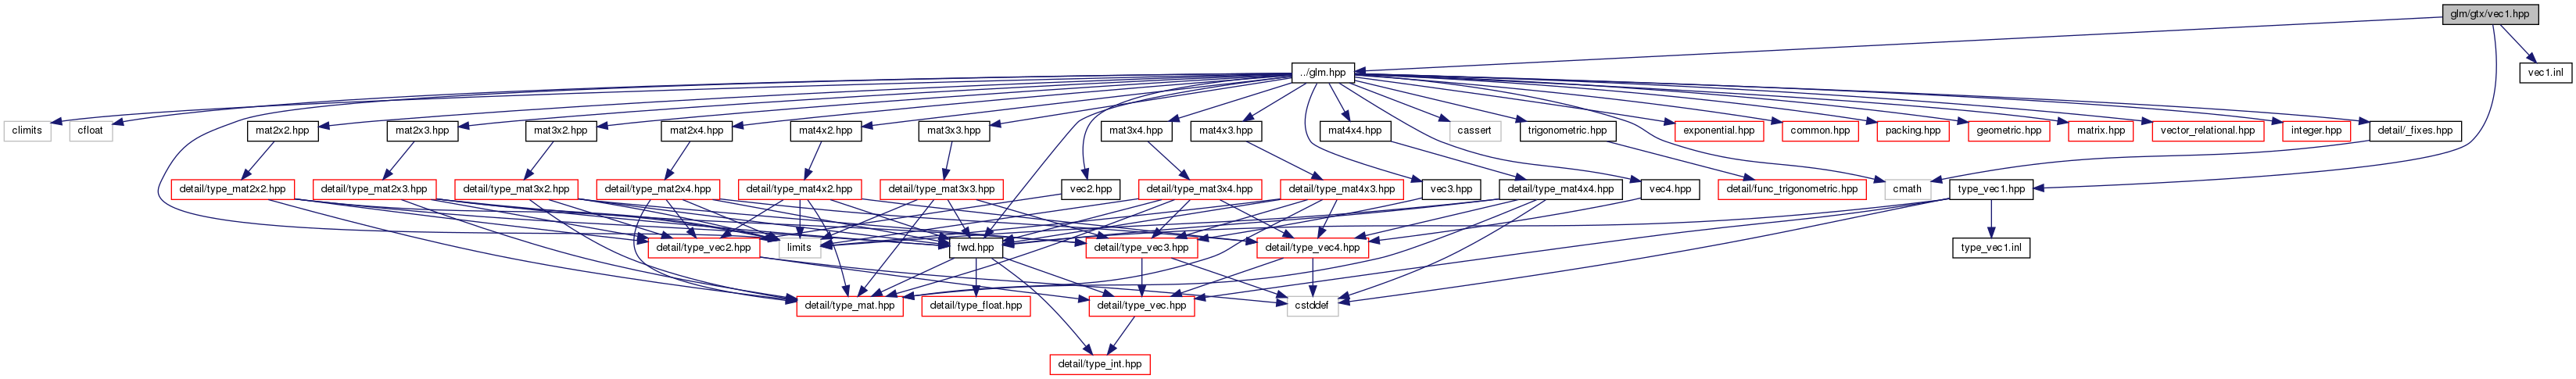 glm/gtx/vec1.hpp
../glm.hpp
vec1.inl
climits
cfloat
mat2x2.hpp
mat2x3.hpp
mat3x2.hpp
mat2x4.hpp
mat4x2.hpp
mat3x3.hpp
mat3x4.hpp
mat4x3.hpp
mat4x4.hpp
cassert
trigonometric.hpp
exponential.hpp
common.hpp
packing.hpp
geometric.hpp
matrix.hpp
vector_relational.hpp
integer.hpp
detail/_fixes.hpp
detail/type_mat2x2.hpp
detail/type_mat2x3.hpp
detail/type_mat3x2.hpp
detail/type_mat2x4.hpp
detail/type_mat4x2.hpp
detail/type_mat3x3.hpp
vec2.hpp
detail/type_mat3x4.hpp
detail/type_mat4x3.hpp
vec3.hpp
detail/type_mat4x4.hpp
vec4.hpp
detail/func_trigonometric.hpp
cmath
type_vec1.hpp
detail/type_vec2.hpp
limits
fwd.hpp
detail/type_vec3.hpp
detail/type_vec4.hpp
type_vec1.inl
detail/type_mat.hpp
detail/type_float.hpp
detail/type_vec.hpp
cstddef
detail/type_int.hpp